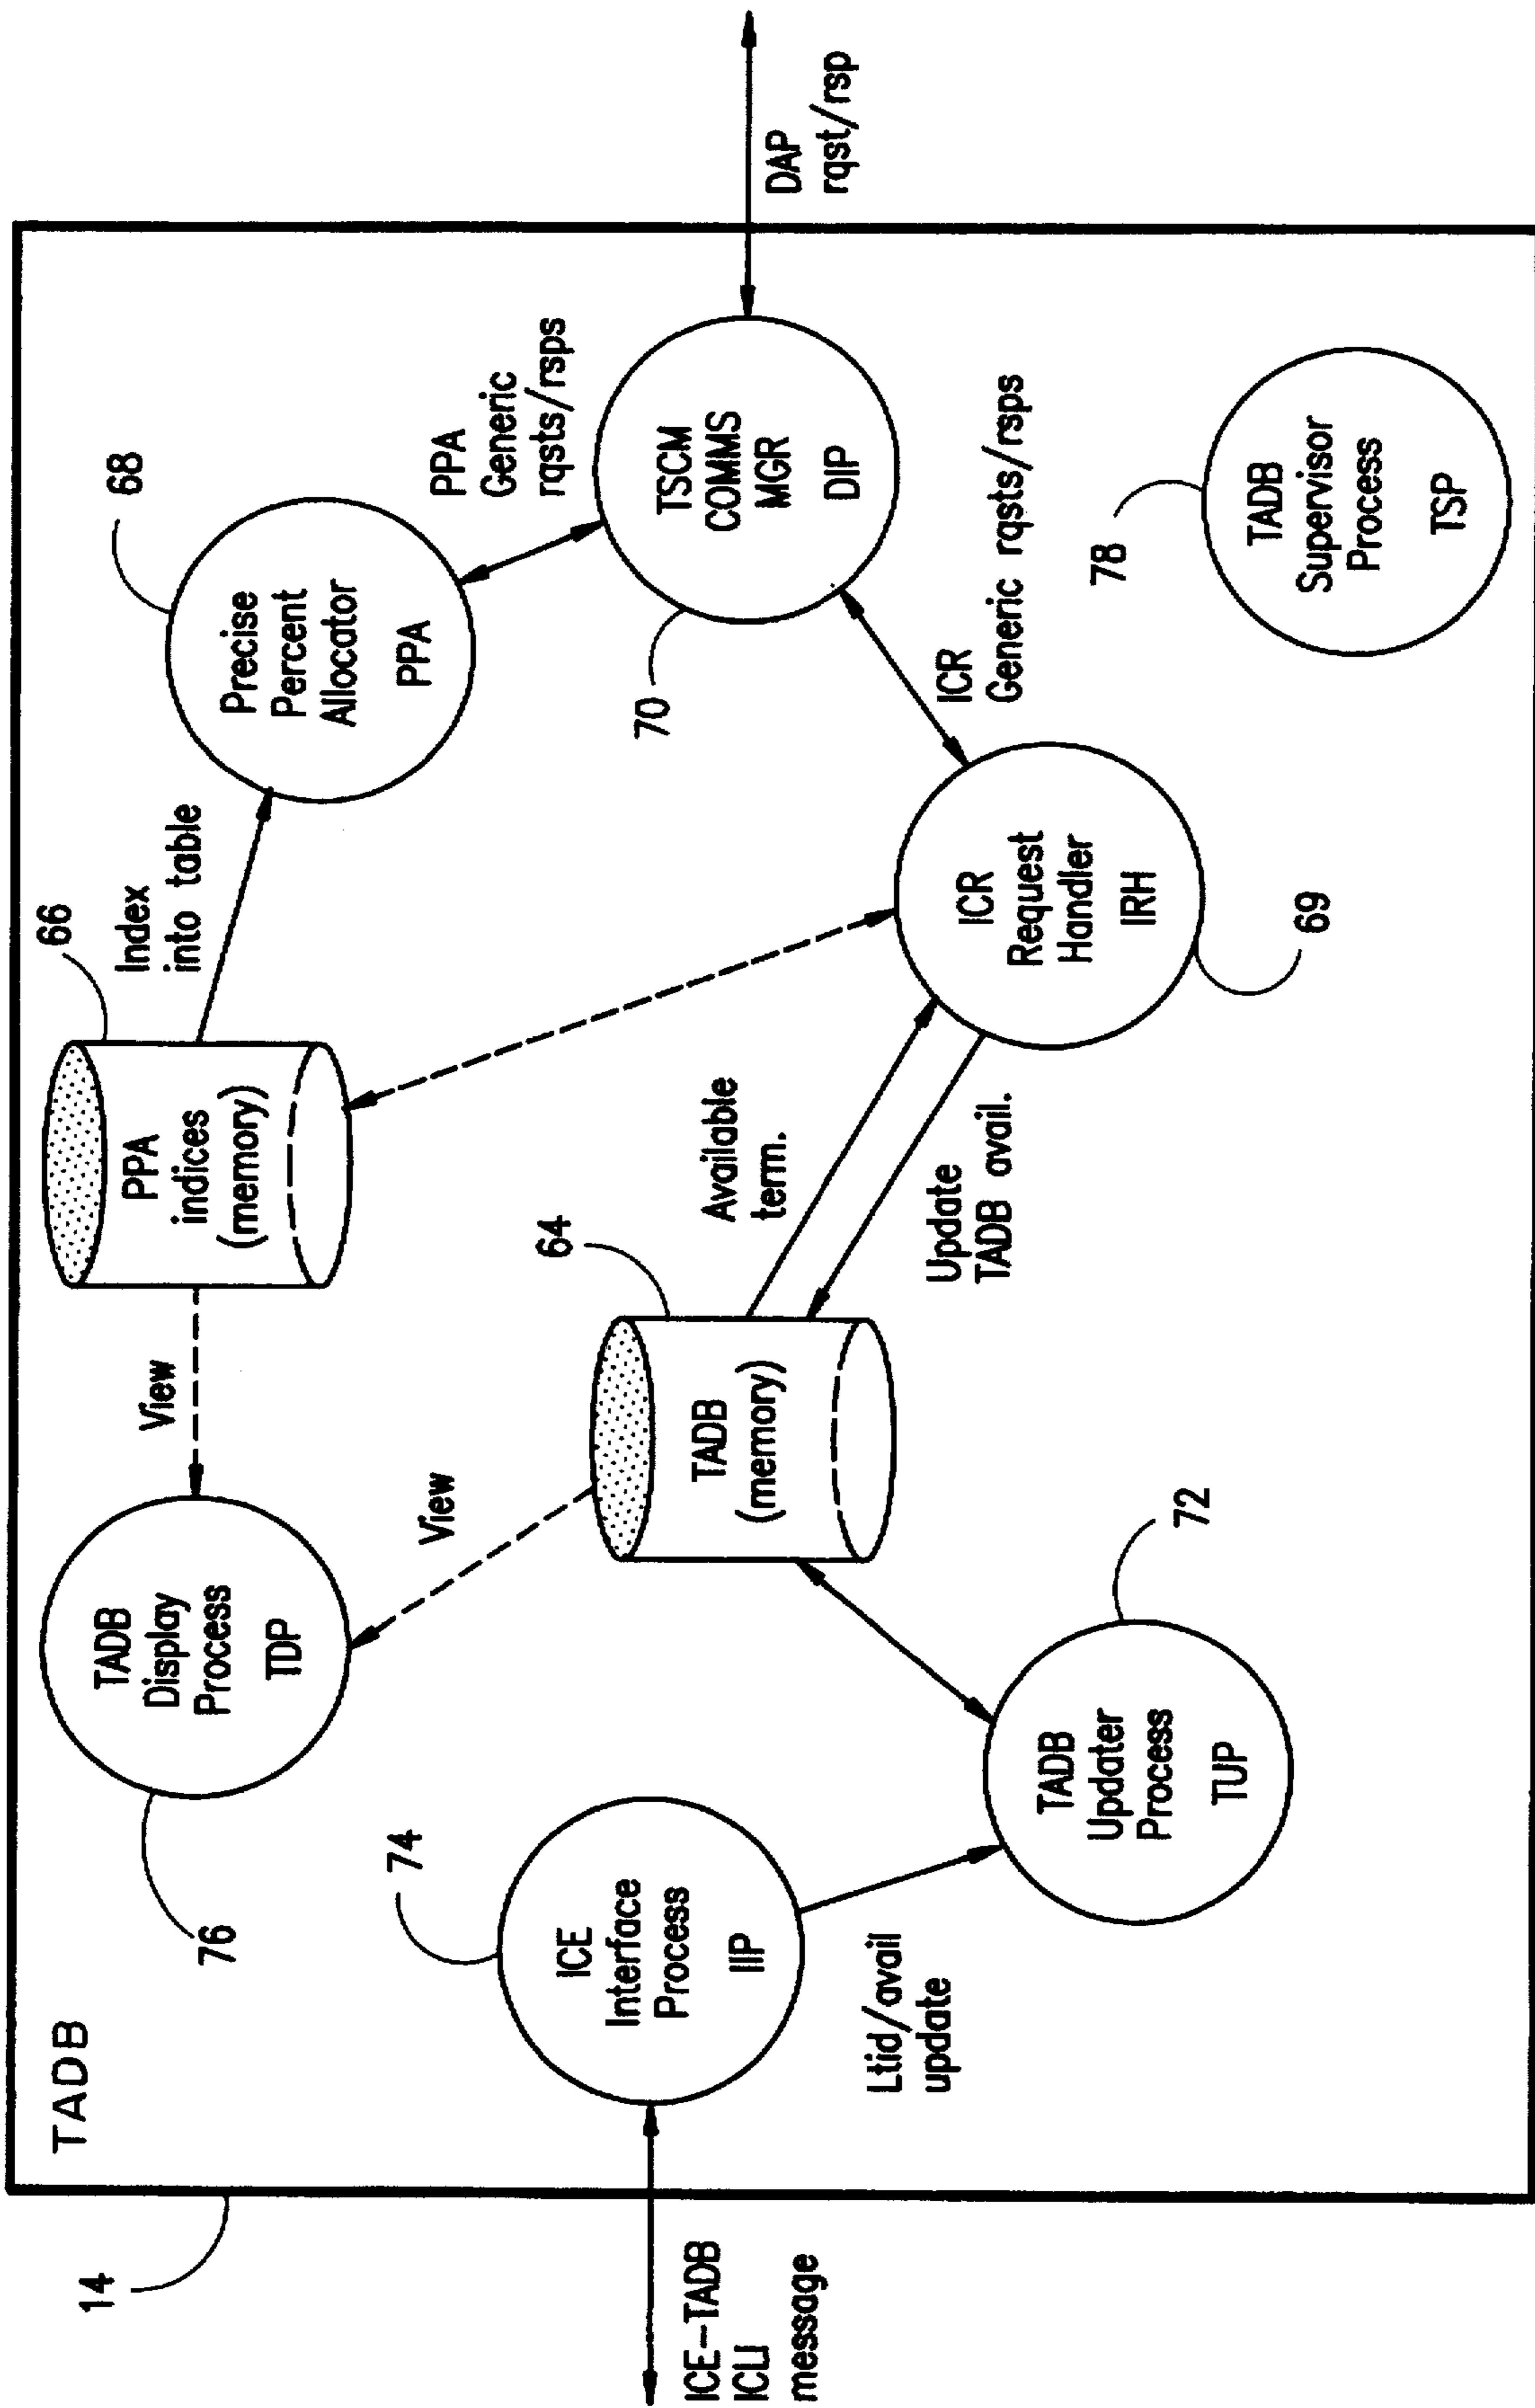 14
TADB
ICE-TADB
ICLI
message
74
ICE
Interface
Process
IIP
Ltid/avail
update
76
TADB
Display
Process
TDP
72
TADB
Updater
Process
TUP
View
View
64
TADB
(memory)
66
PPA
indices
(memory)
Index
into table
Available
term.
Update
TADB avail.
68
Precise
Percent
Allocator
PPA
69
ICR
Request
Handler
IRH
PPA
Generic
rqsts/rsps
70
TSCM
COMMS
MGR
DIP
ICR
Generic rqsts/rsps
78
TADB
Supervisor
Process
TSP
DAP
rqst/rsp